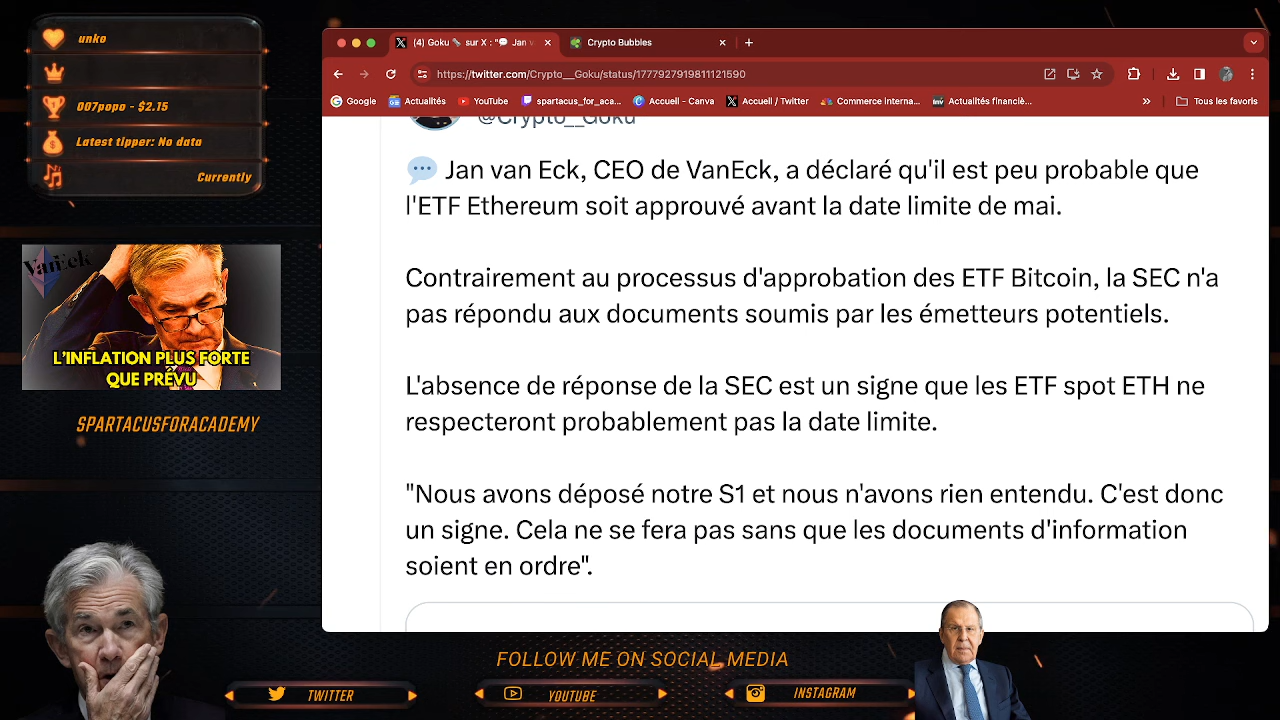 unko
007popo - $2.15
Latest tipper: No data
Currently
VanEck
L'INFLATION PLUS FORTE
QUE PRÉVU
SPARTACUSFORACADEMY
(4) Goku sur X : "💬 Jan v
Crypto Bubbles
https://twitter.com/Crypto__Goku/status/1777927919811121590
Google
Actualités
YouTube
spartacus_for_aca...
Accueil - Canva
Accueil / Twitter
Commerce interna...
inv
Actualités financiè...
»
Tous les favoris
@Crypto__Goku
💬 Jan van Eck, CEO de VanEck, a déclaré qu'il est peu probable que
l'ETF Ethereum soit approuvé avant la date limite de mai.
Contrairement au processus d'approbation des ETF Bitcoin, la SEC n'a
pas répondu aux documents soumis par les émetteurs potentiels.
L'absence de réponse de la SEC est un signe que les ETF spot ETH ne
respecteront probablement pas la date limite.
"Nous avons déposé notre S1 et nous n'avons rien entendu. C'est donc
un signe. Cela ne se fera pas sans que les documents d'information
soient en ordre".
FOLLOW ME ON SOCIAL MEDIA
TWITTER
YOUTUBE
INSTAGRAM